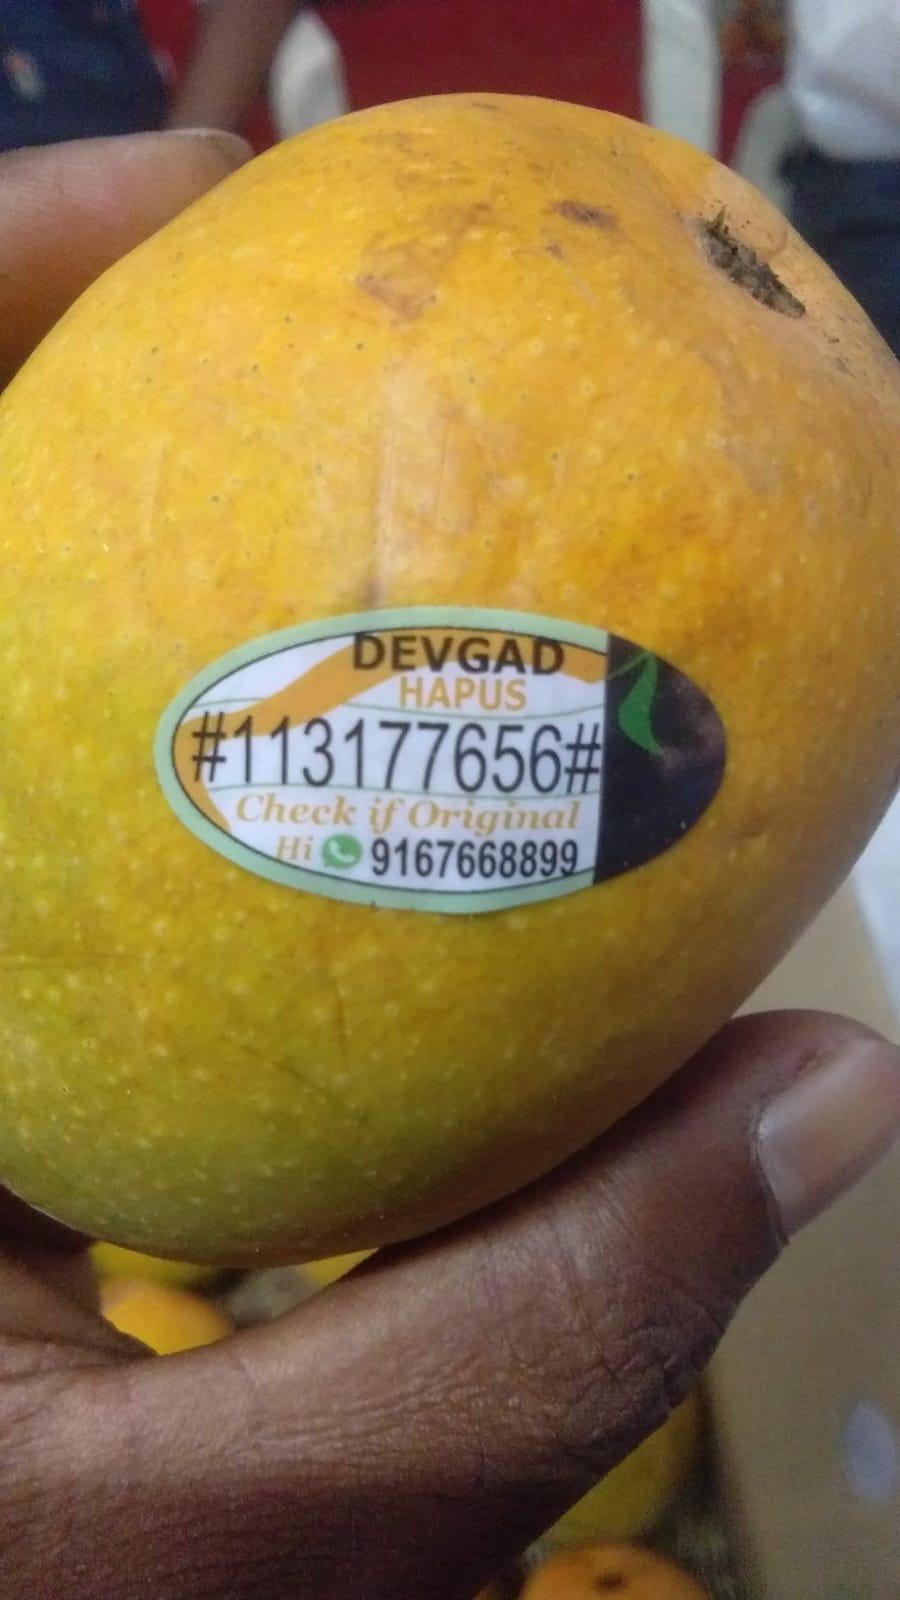 DEVGAD
HAPUS
#113177656#
Check if Original
Hi 9167668899